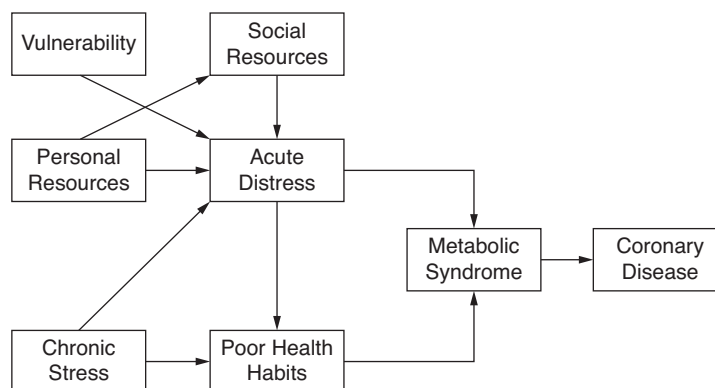 Vulnerability
Social
Resources
Personal
Resources
Acute
Distress
Metabolic
Syndrome
Coronary
Disease
Chronic
Stress
Poor Health
Habits